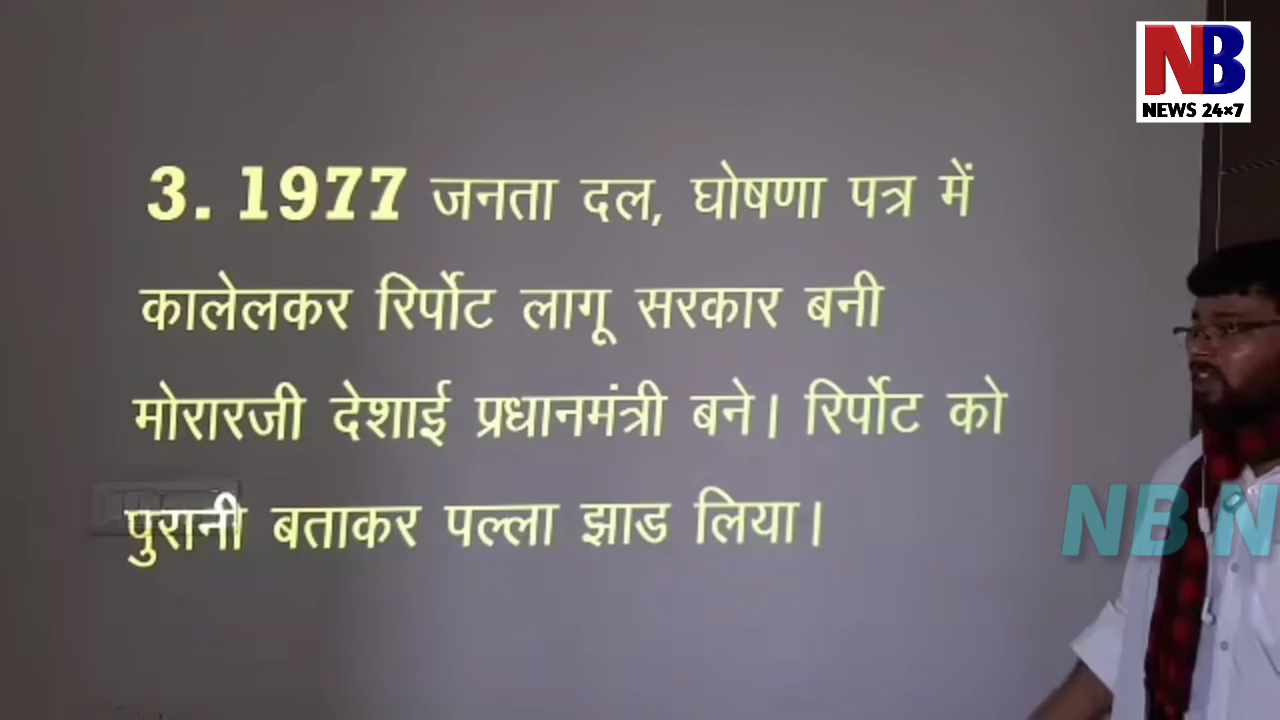 NB
NEWS 24×7
3. 1977 जनता दल, घोषणा पत्र में
कालेलकर रिर्पोट लागू सरकार बनी
मोरारजी देशाई प्रधानमंत्री बने। रिर्पोट को
पुरानी बताकर पल्ला झाड लिया।
NB N